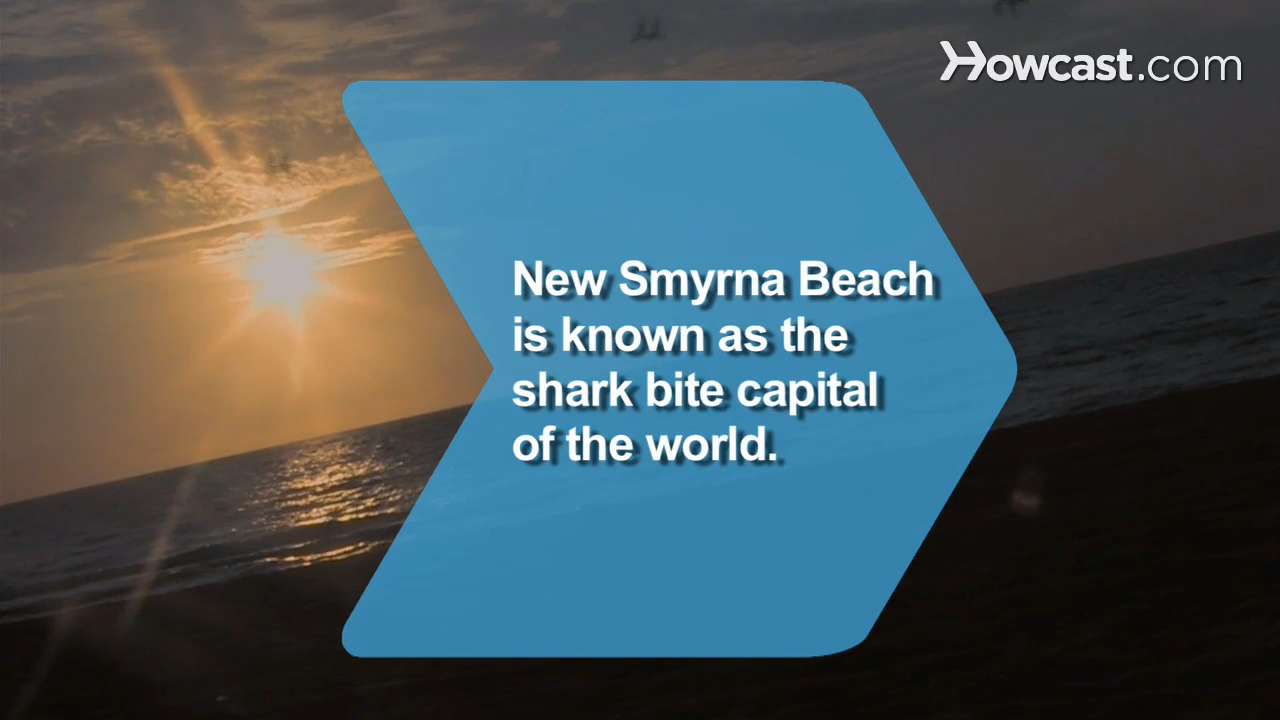 Howcast.com
New Smyrna Beach
is known as the
shark bite capital
of the world.